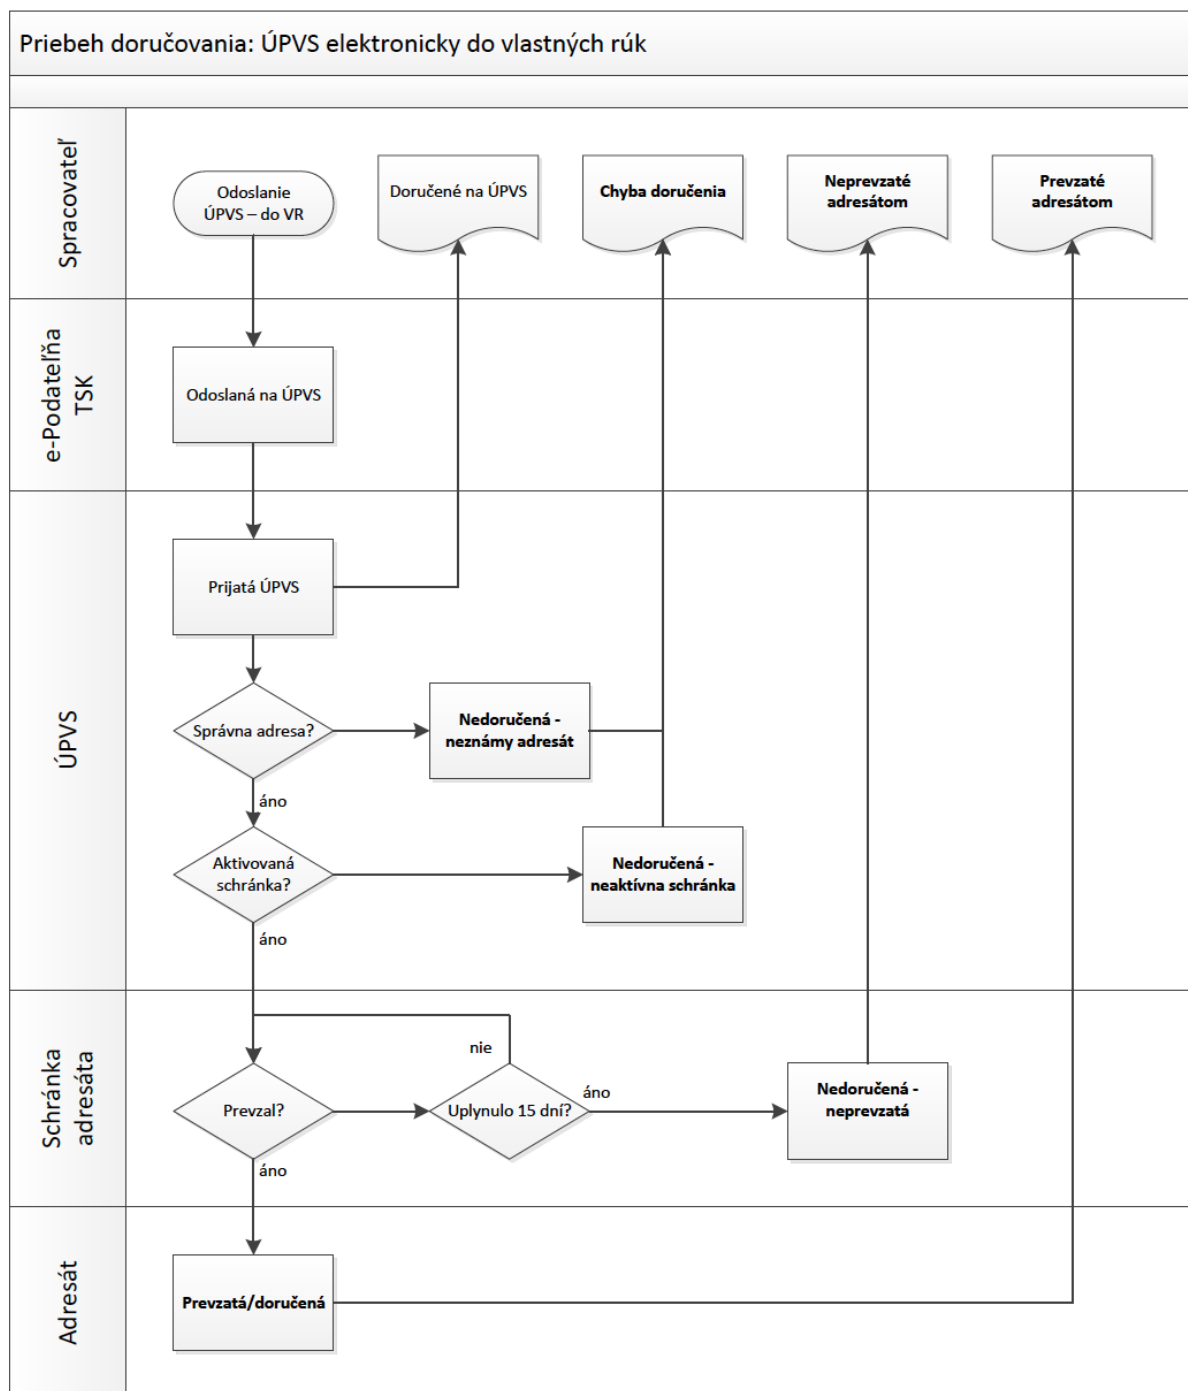 Priebeh doručovania: ÚPVS elektronicky do vlastných rúk
Spracovateľ
Odoslanie
ÚPVS – do VR
Doručené na ÚPVS
Chyba doručenia
Neprevzaté
adresátom
Prevzaté
adresátom
e-Podateľňa
TSK
Odoslaná na ÚPVS
ÚPVS
Prijatá ÚPVS
Správna adresa?
Nedoručená -
neznámy adresát
áno
Aktivovaná
schránka?
Nedoručená -
neaktívna schránka
áno
Schránka
adresáta
nie
Prevzal?
Uplynulo 15 dní?
áno
Nedoručená -
neprevzatá
áno
Adresát
Prevzatá/doručená